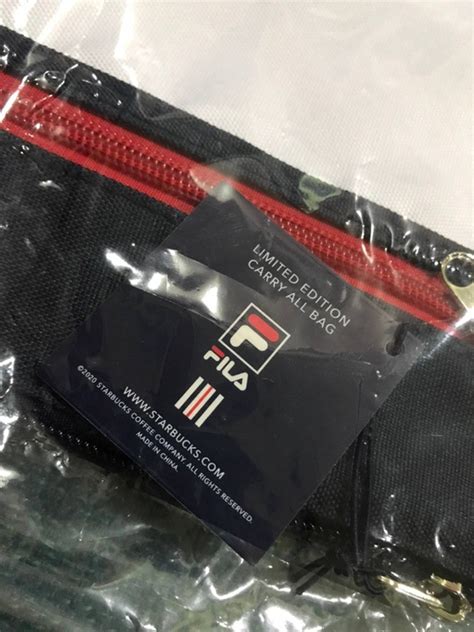 LIMITED EDITION
CARRY ALL BAG
FILA
WWW.STARBUCKS.COM
©2020 STARBUCKS COFFEE COMPANY. ALL RIGHTS RESERVED.
MADE IN CHINA.